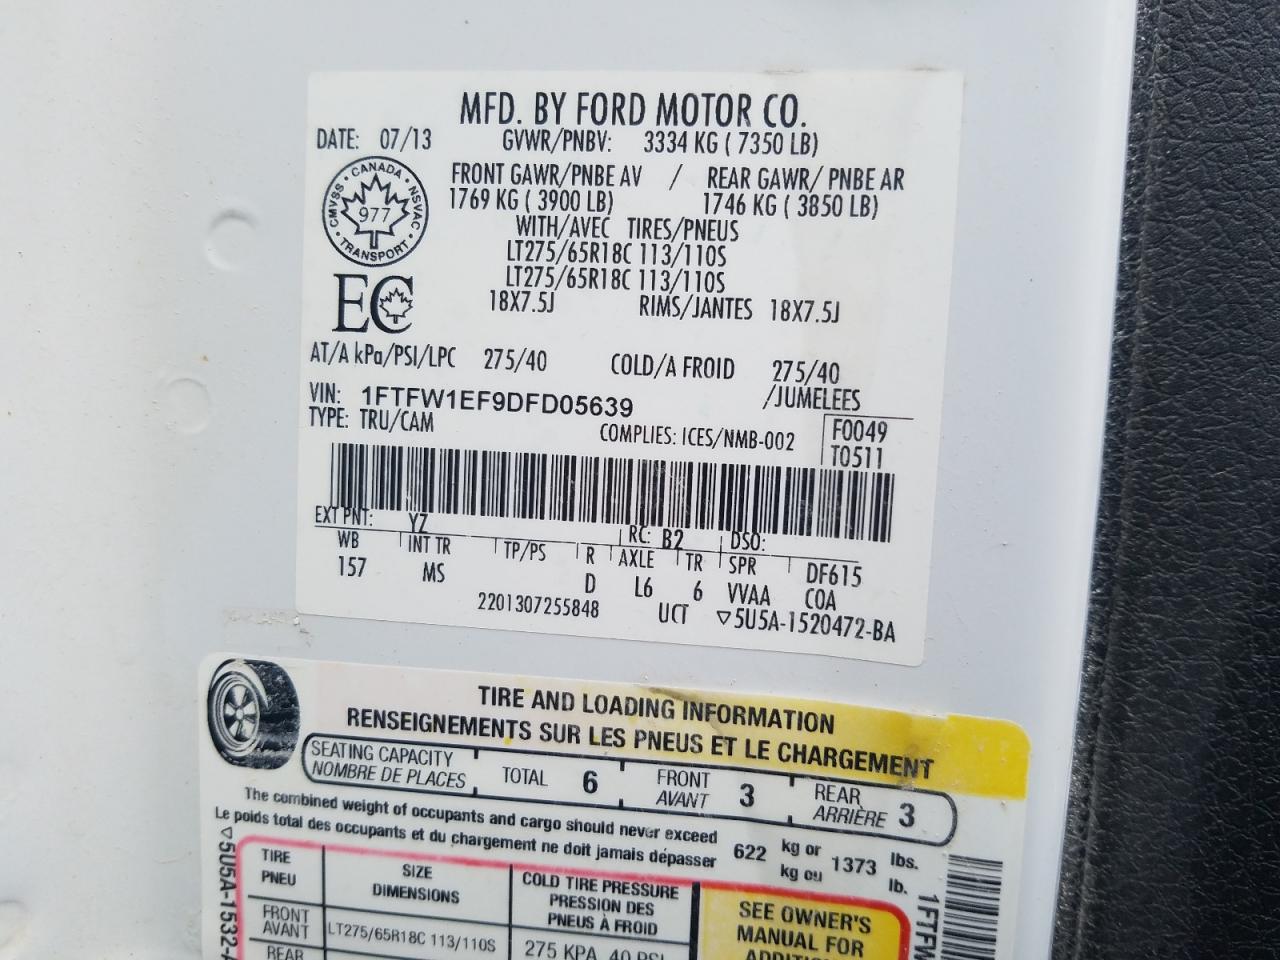 MFD. BY FORD MOTOR CO.
DATE: 07/13 GVWR/PNBV: 3334 KG ( 7350 LB)
FRONT GAWR/PNBE AV / REAR GAWR/ PNBE AR
1769 KG ( 3900 LB) 1746 KG ( 3850 LB)
CMVSS · CANADA · NSVAC · TRANSPORT ·
977
WITH/AVEC TIRES/PNEUS
LT275/65R18C 113/110S
LT275/65R18C 113/110S
EC
18X7.5J RIMS/JANTES 18X7.5J
AT/A kPa/PSI/LPC 275/40 COLD/A FROID 275/40
VIN: 1FTFW1EF9DFD05639 /JUMELEES
TYPE: TRU/CAM COMPLIES: ICES/NMB-002 F0049
T0511
EXT PNT: YZ RC: B2 DSO:
WB INT TR TP/PS R AXLE TR SPR DF615
157 MS D L6 6 VVAA COA
2201307255848 UCT ▽5U5A-1520472-BA
TIRE AND LOADING INFORMATION
RENSEIGNEMENTS SUR LES PNEUS ET LE CHARGEMENT
SEATING CAPACITY
NOMBRE DE PLACES TOTAL 6 FRONT
AVANT 3 REAR
ARRIÈRE 3
The combined weight of occupants and cargo should never exceed 622 kg or 1373 lbs.
Le poids total des occupants et du chargement ne doit jamais dépasser kg ou lb.
▽5U5A-1532-
TIRE
PNEU SIZE
DIMENSIONS COLD TIRE PRESSURE
PRESSION DES
PNEUS À FROID
SEE OWNER'S
MANUAL FOR
FRONT
AVANT LT275/65R18C 113/110S 275 KPA, 40 PSI
REAR
1FTFW